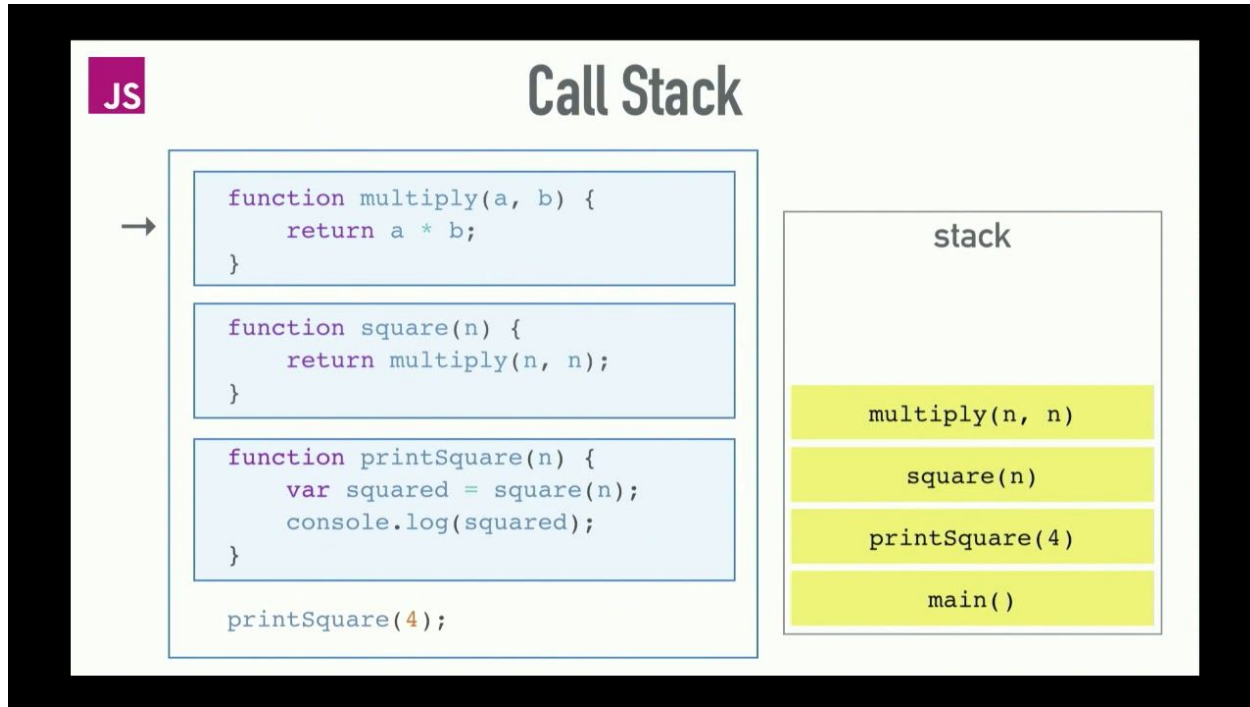 JS
Call Stack
function multiply(a, b) {
    return a * b;
}
function square(n) {
    return multiply(n, n);
}
function printSquare(n) {
    var squared = square(n);
    console.log(squared);
}
printSquare(4);
stack
multiply(n, n)
square(n)
printSquare(4)
main()